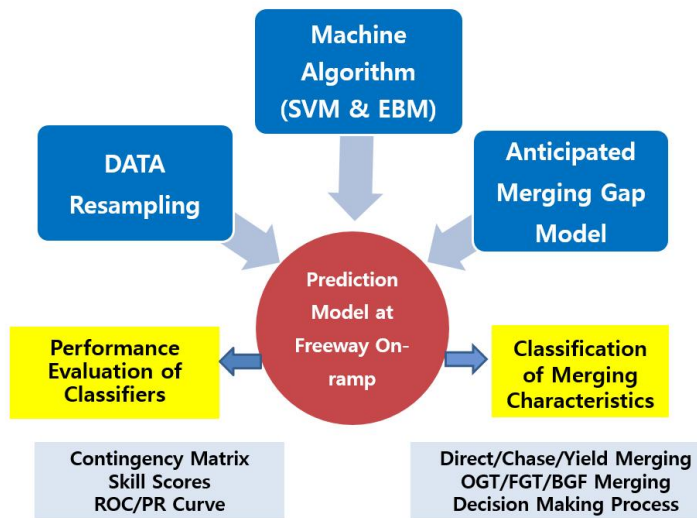 Machine
Algorithm
(SVM & EBM)
DATA
Resampling
Anticipated
Merging Gap
Model
Prediction
Model at
Freeway On-
ramp
Performance
Evaluation of
Classifiers
Classification
of Merging
Characteristics
Contingency Matrix
Skill Scores
ROC/PR Curve
Direct/Chase/Yield Merging
OGT/FGT/BGF Merging
Decision Making Process